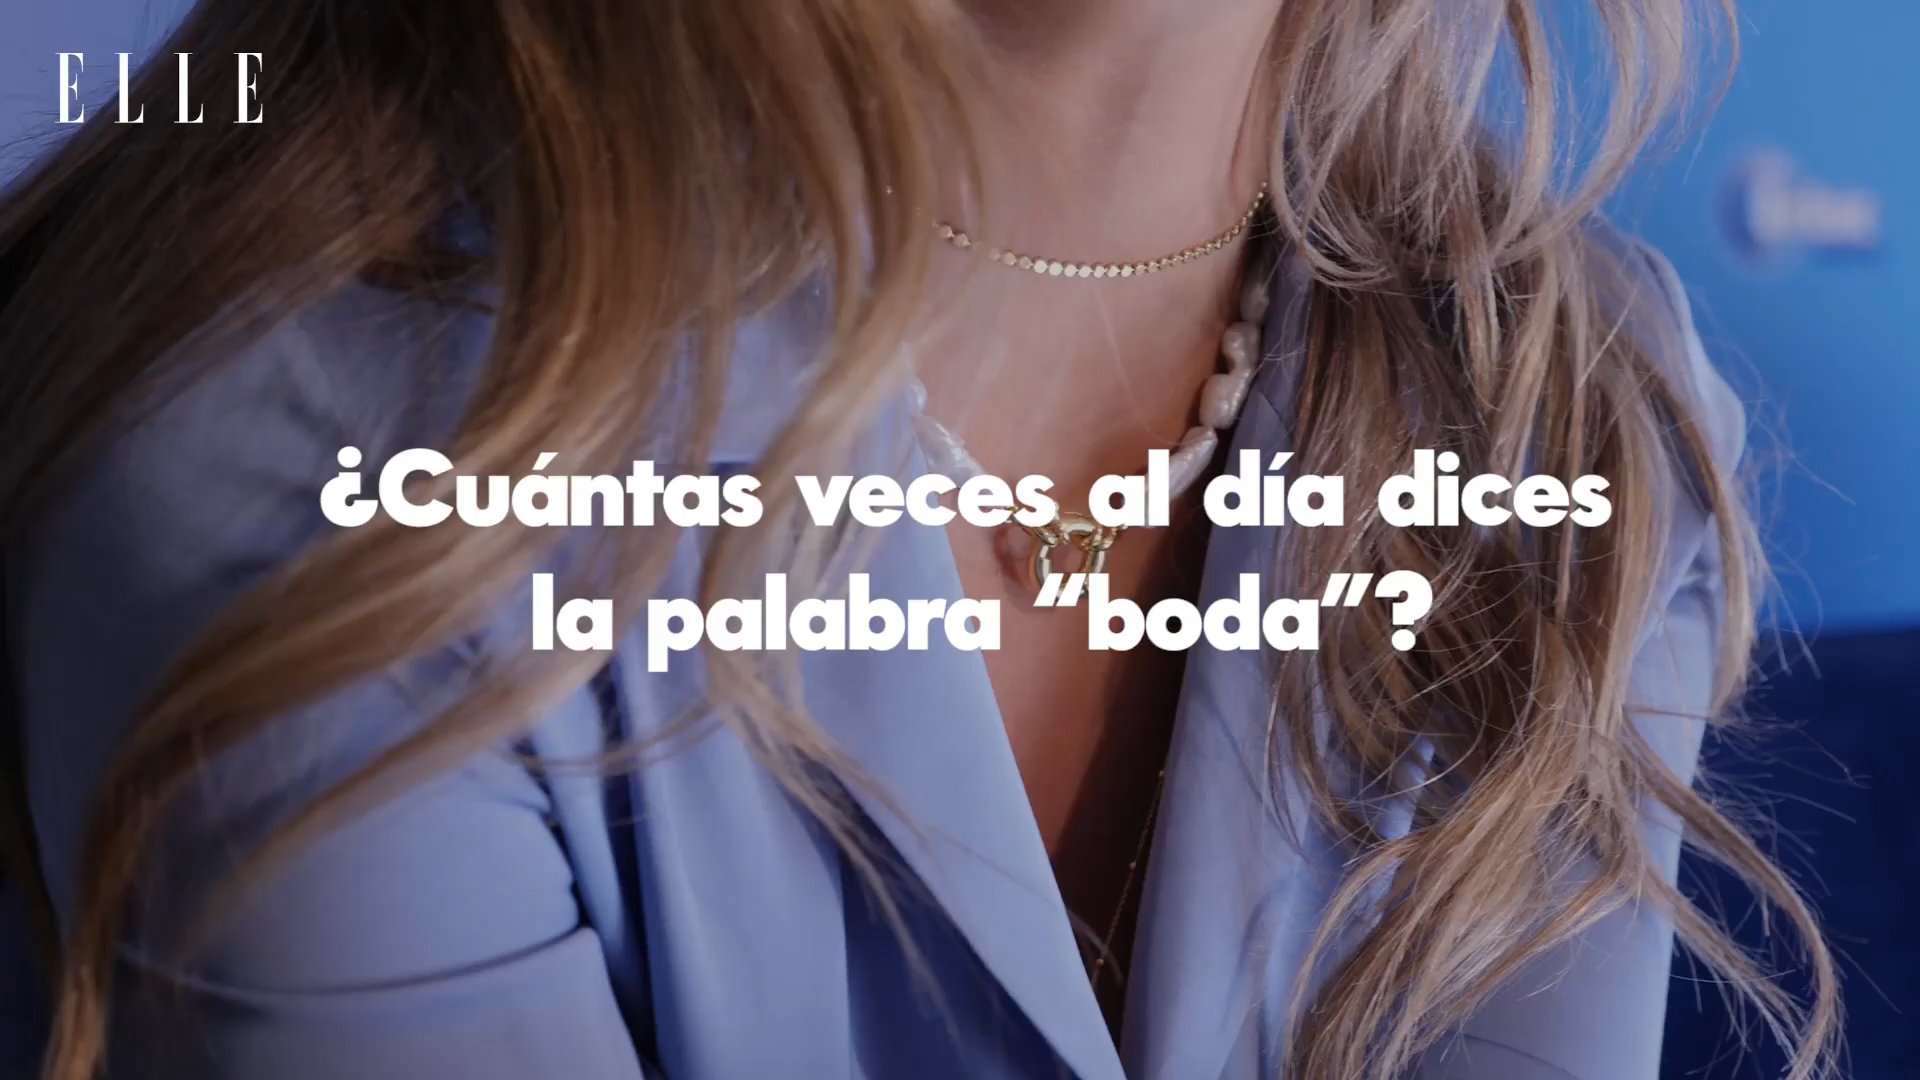 ELLE
¿Cuántas veces al día dices
la palabra “boda”?